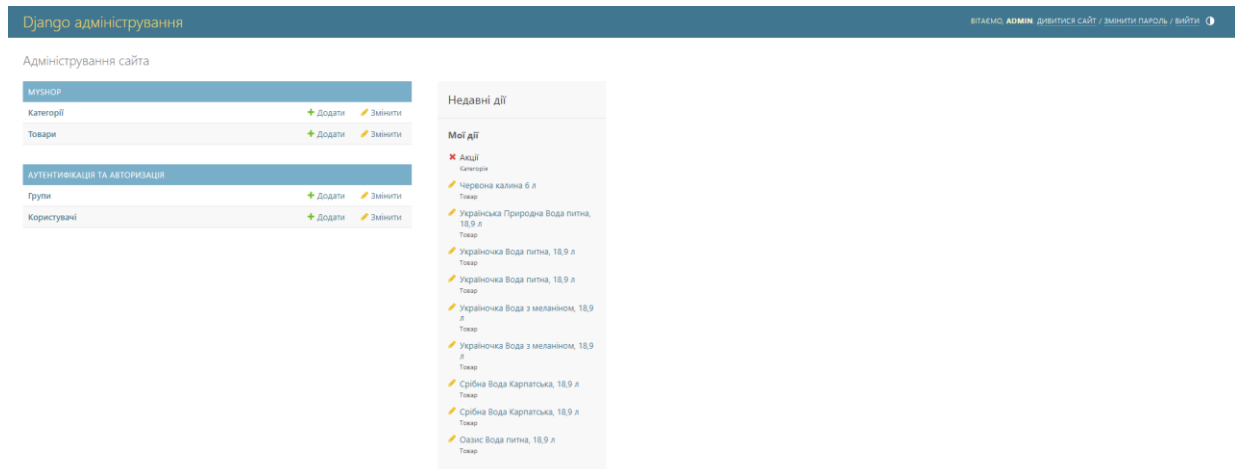 Django адміністрування
ВІТАЄМО, ADMIN. ДИВИТИСЯ САЙТ / ЗМІНИТИ ПАРОЛЬ / ВИЙТИ
Адміністрування сайта
MYSHOP
Категорії Додати Змінити
Товари Додати Змінити
АУТЕНТИФІКАЦІЯ ТА АВТОРИЗАЦІЯ
Групи Додати Змінити
Користувачі Додати Змінити
Недавні дії
Мої дії
Акції
Категорія
Червона калина 6 л
Товар
Українська Природна Вода питна,
18,9 л
Товар
Україночка Вода питна, 18,9 л
Товар
Україночка Вода питна, 18,9 л
Товар
Україночка Вода з меланіном, 18,9
л
Товар
Україночка Вода з меланіном, 18,9
л
Товар
Срібна Вода Карпатська, 18,9 л
Товар
Срібна Вода Карпатська, 18,9 л
Товар
Оазис Вода питна, 18,9 л
Товар